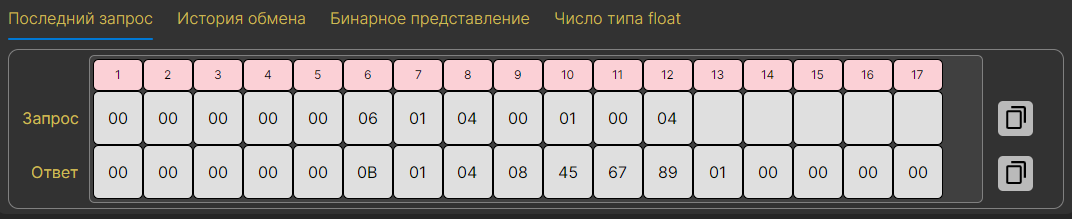 Последний запрос История обмена Бинарное представление Число типа float
1 2 3 4 5 6 7 8 9 10 11 12 13 14 15 16 17
Запрос 00 00 00 00 00 06 01 04 00 01 00 04
Ответ 00 00 00 00 00 0B 01 04 08 45 67 89 01 00 00 00 00